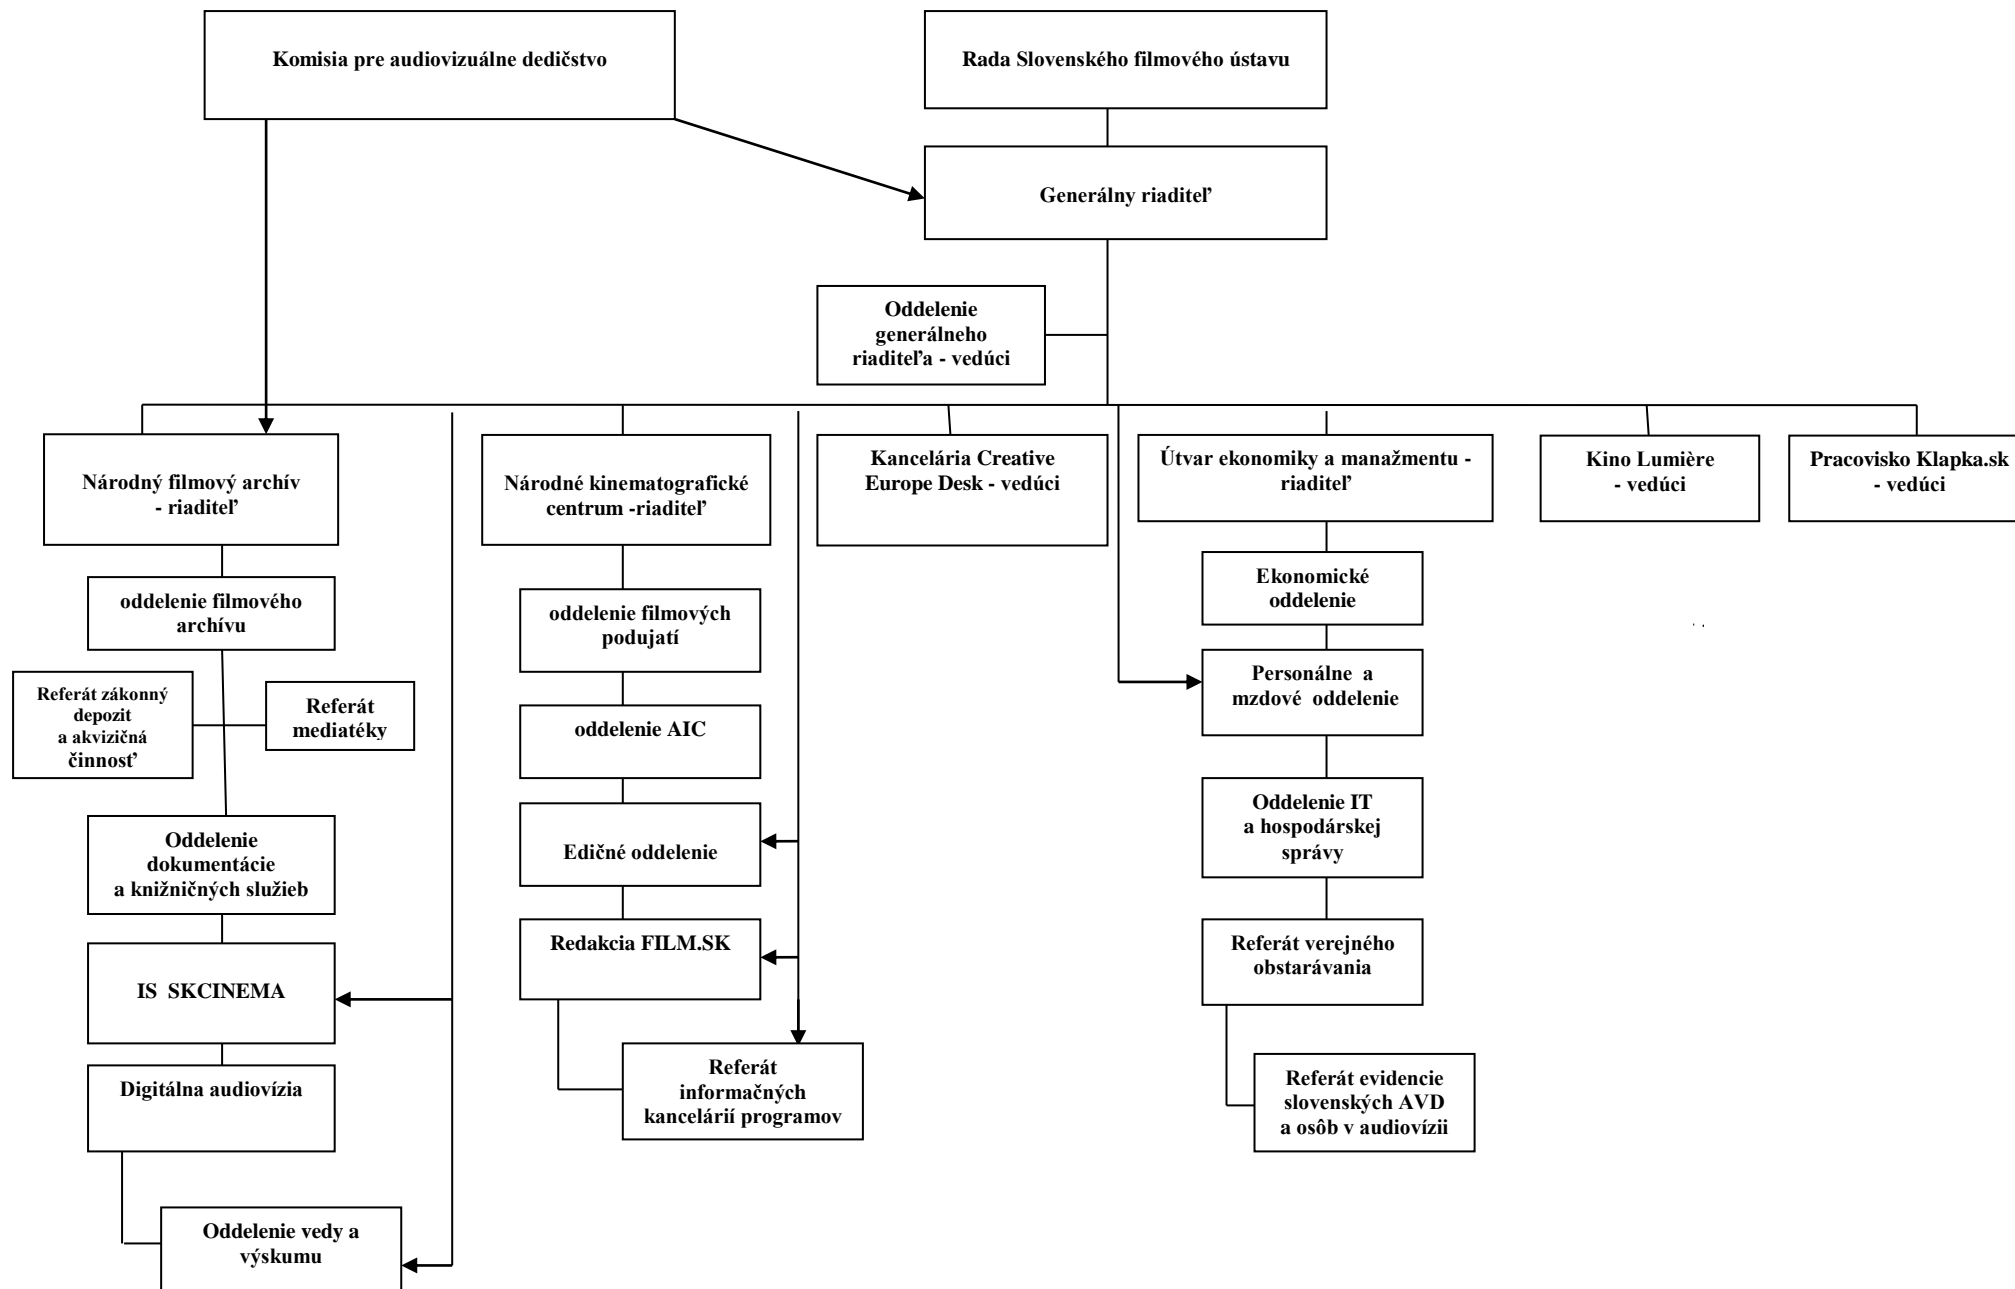 Komisia pre audiovizuálne dedičstvo
Rada Slovenského filmového ústavu
Generálny riaditeľ
Oddelenie
generálneho
riaditeľa - vedúci
Národný filmový archív
- riaditeľ
Národné kinematografické
centrum -riaditeľ
Kancelária Creative
Europe Desk - vedúci
Útvar ekonomiky a manažmentu -
riaditeľ
Kino Lumière
- vedúci
Pracovisko Klapka.sk
- vedúci
oddelenie filmového
archívu
Referát zákonný
depozit
a akvizičná
činnosť
Referát
mediatéky
Oddelenie
dokumentácie
a knižničných služieb
IS  SKCINEMA
Digitálna audiovízia
Oddelenie vedy a
výskumu
oddelenie filmových
podujatí
oddelenie AIC
Edičné oddelenie
Redakcia FILM.SK
Referát
informačných
kancelárií programov
Ekonomické
oddelenie
Personálne  a
mzdové  oddelenie
Oddelenie IT
a hospodárskej
správy
Referát verejného
obstarávania
Referát evidencie
slovenských AVD
a osôb v audiovízii